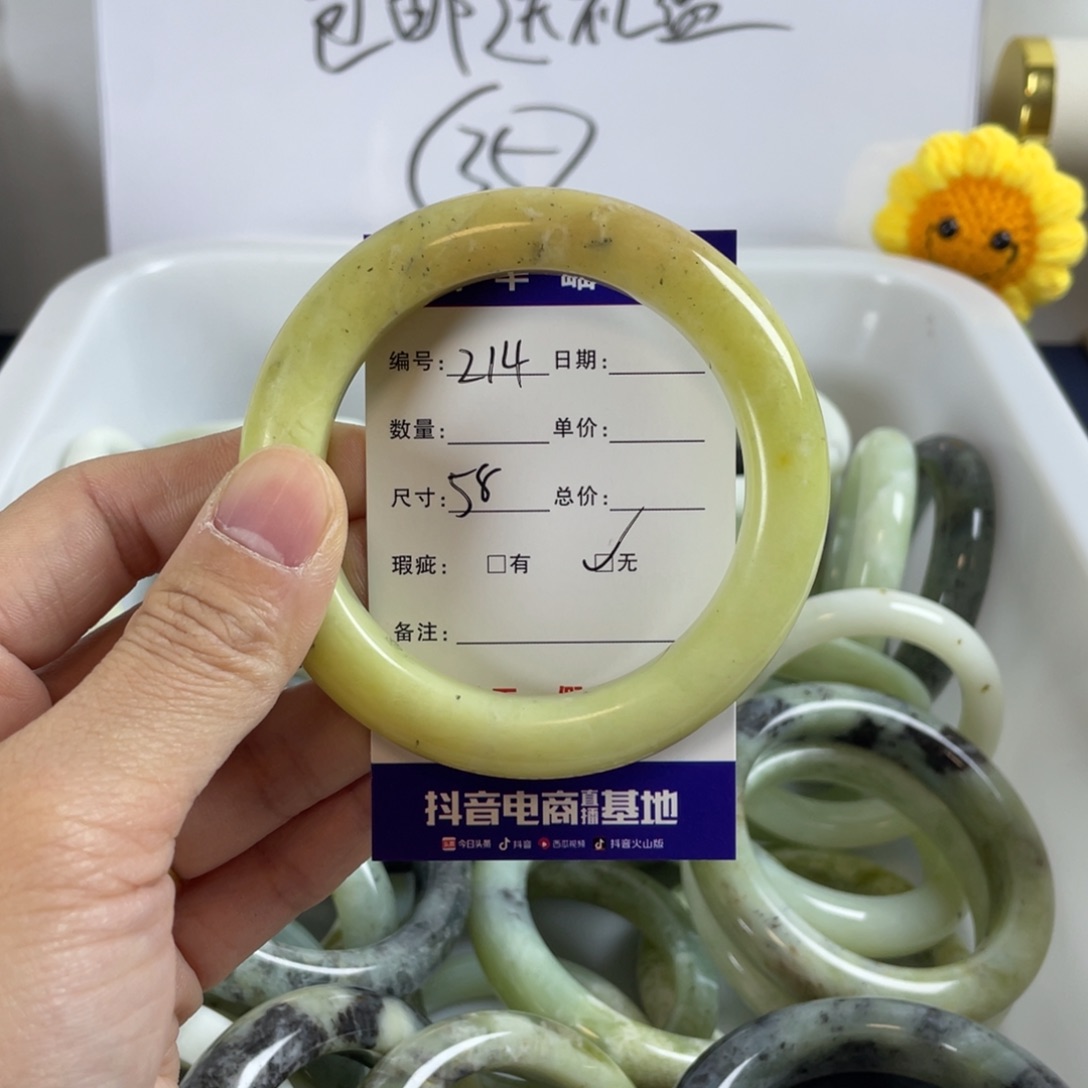 包邮送礼盒
编号：214 日期：
数量： 单价：
尺寸：58 总价：
瑕疵： □有 ☑无
备注：
抖音电商直播基地
今日头条 抖音 西瓜视频 抖音火山版